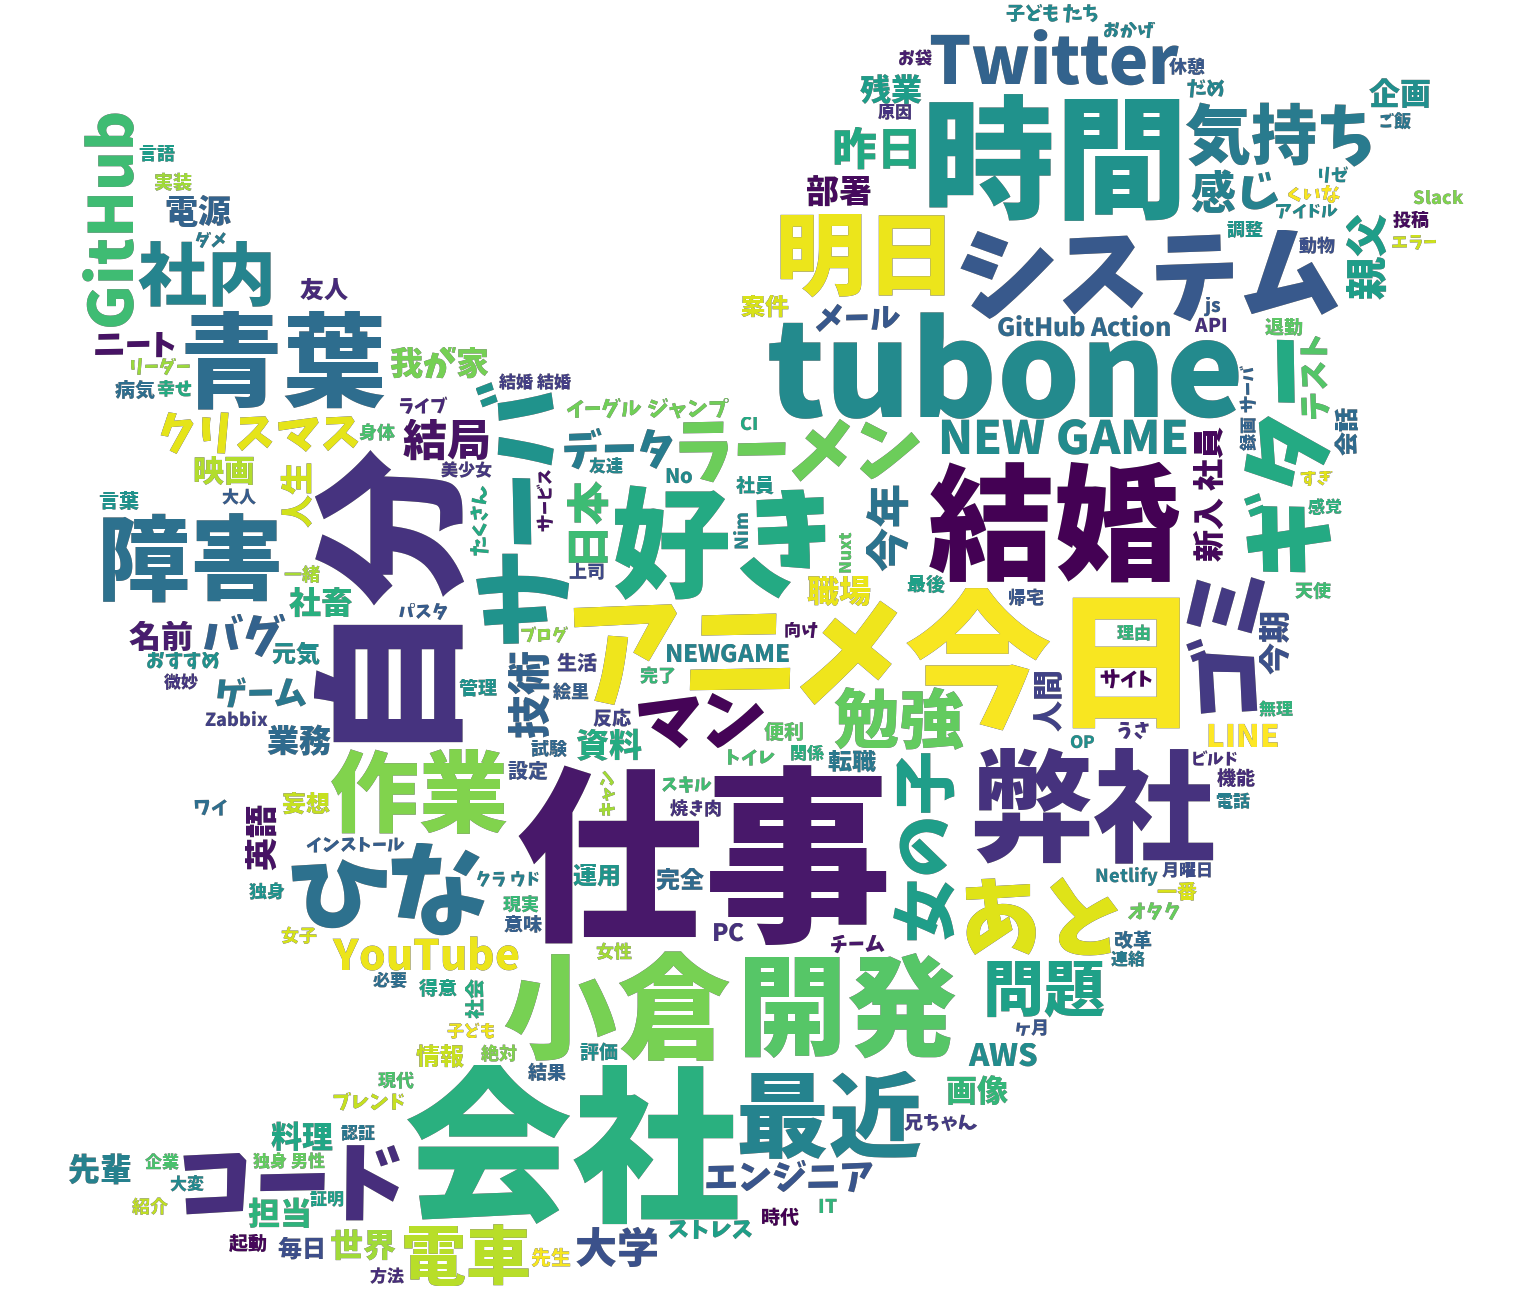 子ども たち
おかげ
お袋
Twitter
休憩
残業
だめ
企画
原因
ご飯
GitHub
時間
気持ち
昨日
言語
実装
部署
感じ
リゼ
くいな
Slack
電源
明日
アイドル
投稿
調整
親父
エラー
ダメ
社内
システム
動物
友人
案件
メール
js
GitHub Action
API
退勤
青葉
ニート
tubone
テスト
リーダー
我が家
病気
幸せ
結婚 結婚
サーバ
録画 サーバ
ライブ
イーグル ジャンプ
クリスマス
身体
結局
データ
CI
ラーメン
NEW GAME
ギター
会話
映画
美少女
友達
No
社員
新入 社員
すぎ
人生
大人
言葉
自分
たくさん
サービス
日本
好き
Nim
今年
結婚
感覚
障害
Nuxt
上司
一緒
社畜
職場
最後
帰宅
天使
パスタ
アニメ
今日
ゴミ
名前
バグ
元気
ブログ
向け
理由
今期
おすすめ
NEWGAME
微妙
技術
生活
完了
サイト
ゲーム
管理
絵里
人間
Zabbix
反応
マン
勉強
便利
うさ
無理
LINE
業務
試験
資料
トイレ
関係
転職
OP
作業
設定
弊社
ビルド
機能
妄想
キャン
スキル
女の子
電話
ワイ
焼き肉
英語
仕事
インストール
ひな
クラ ウド
運用
完全
Netlify
月曜日
独身
一番
現実
あと
オタク
意味
PC
女子
チーム
改革
YouTube
女性
連絡
必要
得意
社会
小倉
開発
問題
子ども
ヶ月
情報
絶対
評価
AWS
結果
現代
会社
最近
画像
ブレンド
兄ちゃん
料理
認証
先輩
企業
コード
独身 男性
エンジニア
大変
証明
紹介
担当
IT
時代
ストレス
起動
毎日
世界
電車
先生
大学
方法